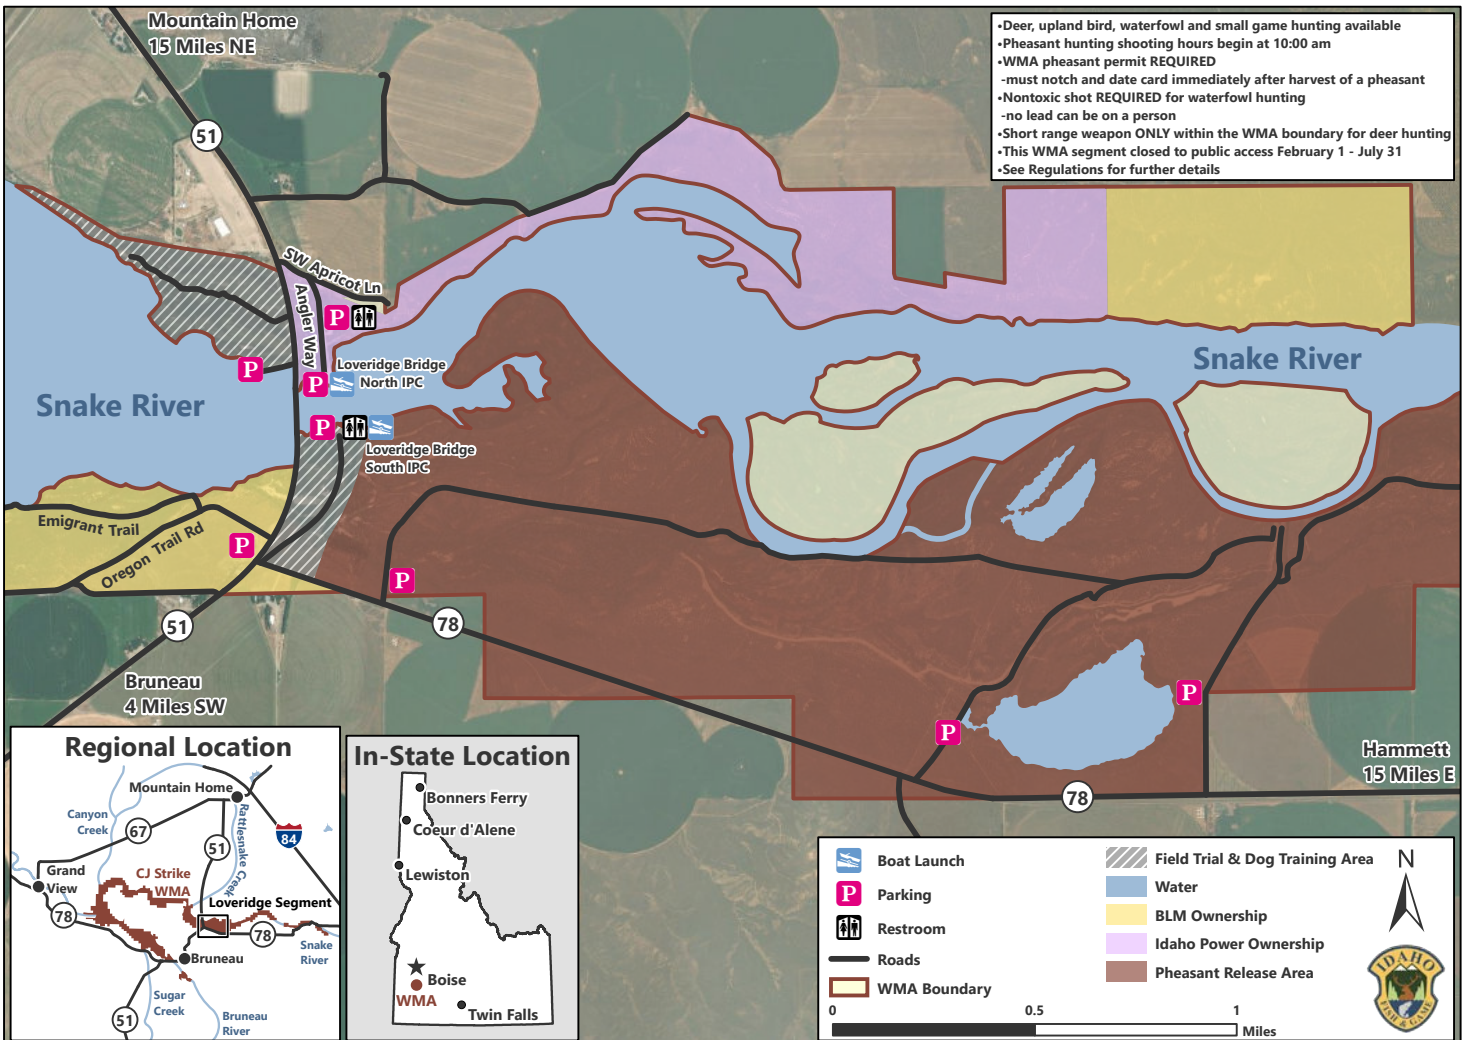 Mountain Home
15 Miles NE
•Deer, upland bird, waterfowl and small game hunting available
•Pheasant hunting shooting hours begin at 10:00 am
•WMA pheasant permit REQUIRED
-must notch and date card immediately after harvest of a pheasant
•Nontoxic shot REQUIRED for waterfowl hunting
-no lead can be on a person
•Short range weapon ONLY within the WMA boundary for deer hunting
•This WMA segment closed to public access February 1 - July 31
•See Regulations for further details
51
SW Apricot Ln
Angler Way
P
P
Loveridge Bridge
North IPC
P
Snake River
Snake River
P
Loveridge Bridge
South IPC
Emigrant Trail
Oregon Trail Rd
P
P
51
78
Bruneau
4 Miles SW
P
P
Hammett
15 Miles E
78
Regional Location
Mountain Home
Canyon
Creek
67
51
Rattlesnake Creek
84
Grand
View
CJ Strike
WMA
Loveridge Segment
78
78
Snake
River
Bruneau
Sugar
Creek
51
Bruneau
River
In-State Location
Bonners Ferry
Coeur d'Alene
Lewiston
Boise
WMA
Twin Falls
Boat Launch
P
Parking
Restroom
Roads
WMA Boundary
Field Trial & Dog Training Area
Water
BLM Ownership
Idaho Power Ownership
Pheasant Release Area
N
0
0.5
1
Miles
IDAHO
FISH & GAME